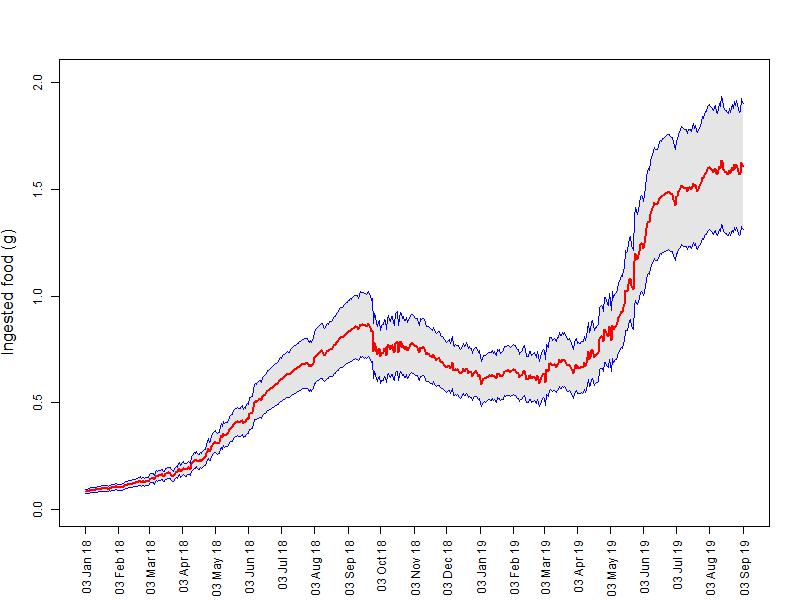 Ingested food (g)
2.0
1.5
1.0
0.5
0.0
03 Jan 18
03 Feb 18
03 Mar 18
03 Apr 18
03 May 18
03 Jun 18
03 Jul 18
03 Aug 18
03 Sep 18
03 Oct 18
03 Nov 18
03 Dec 18
03 Jan 19
03 Feb 19
03 Mar 19
03 Apr 19
03 May 19
03 Jun 19
03 Jul 19
03 Aug 19
03 Sep 19